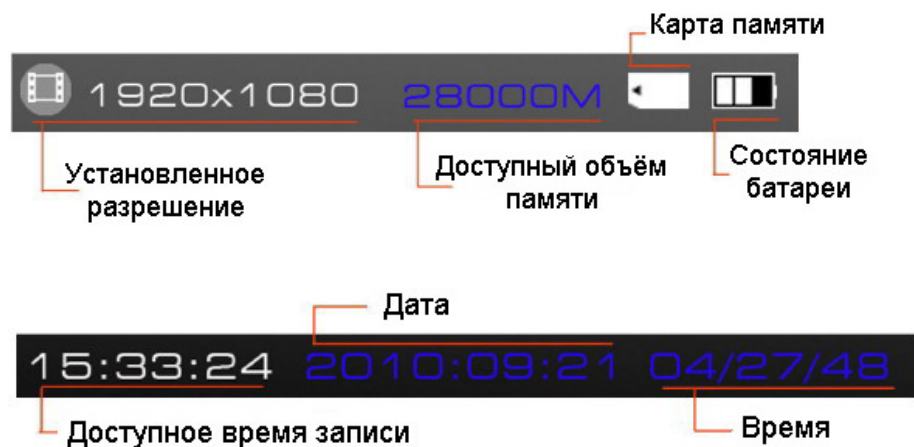 Карта памяти
1920x1080 28000M
Установленное
разрешение
Доступный объём
памяти
Состояние
батареи
Дата
15:33:24 2010:09:21 04/27/48
Доступное время записи
Время